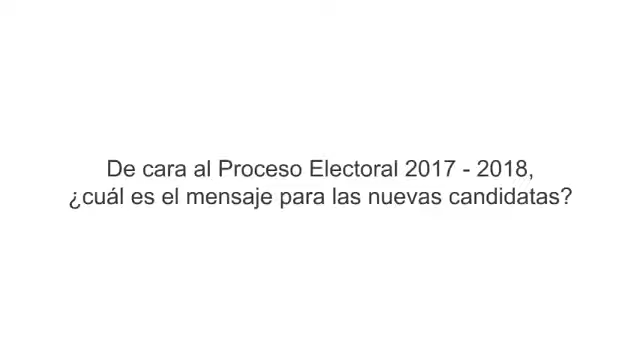 De cara al Proceso Electoral 2017 - 2018,
¿cuál es el mensaje para las nuevas candidatas?